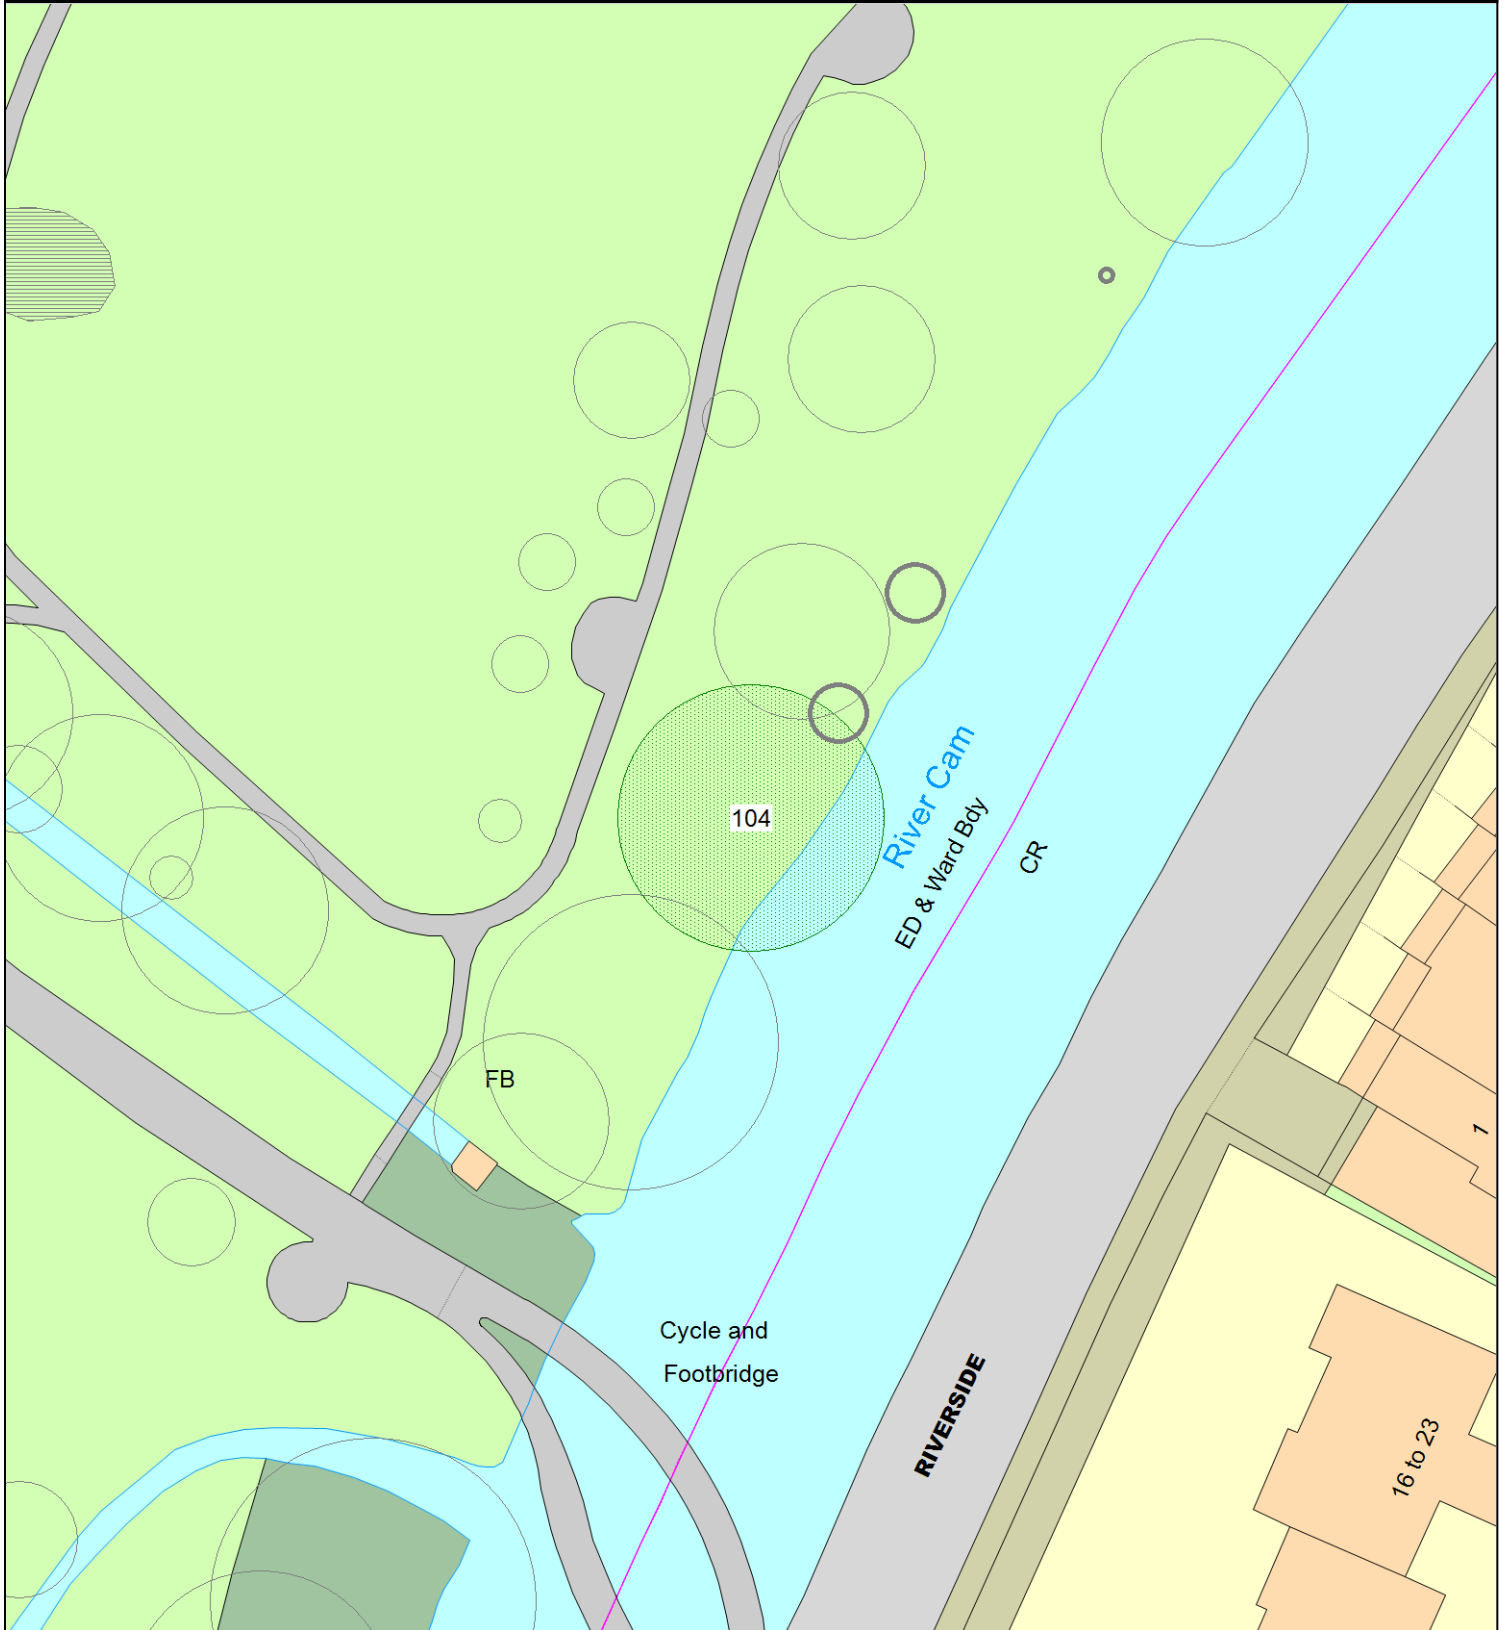 104
River Cam
ED & Ward Bdy
CR
FB
1
Cycle and
Footbridge
RIVERSIDE
16 to 23